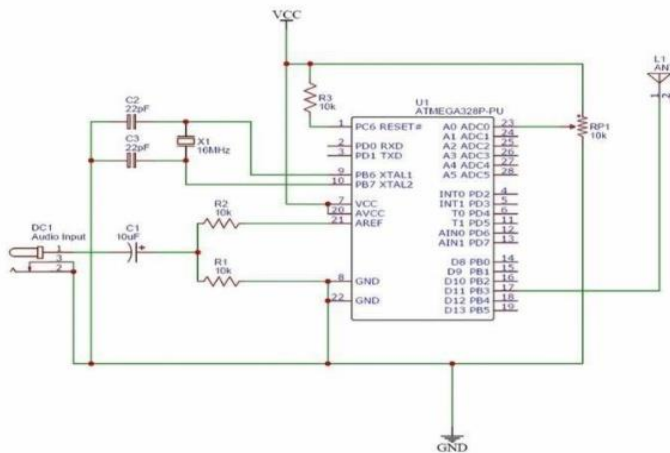 VCC
L1
AN
1 2
C2
22pF
R3
10k
U1
ATMEGA328P-PU
X1
16MHz
C3
22pF
RP1
10k
1 PC6 RESET#
2 PD0 RXD
3 PD1 TXD
9 PB6 XTAL1
10 PB7 XTAL2
7 VCC
20 AVCC
21 AREF
8 GND
22 GND
A0 ADC0 23
A1 ADC1 24
A2 ADC2 25
A3 ADC3 26
A4 ADC4 27
A5 ADC5 28
INT0 PD2 4
INT1 PD3 5
T0 PD4 6
T1 PD5 11
AIN0 PD6 12
AIN1 PD7 13
D8 PB0 14
D9 PB1 15
D10 PB2 16
D11 PB3 17
D12 PB4 18
D13 PB5 19
R2
10k
DC1
Audio Input
1
3
2
C1
10uF
+
R1
10k
GND